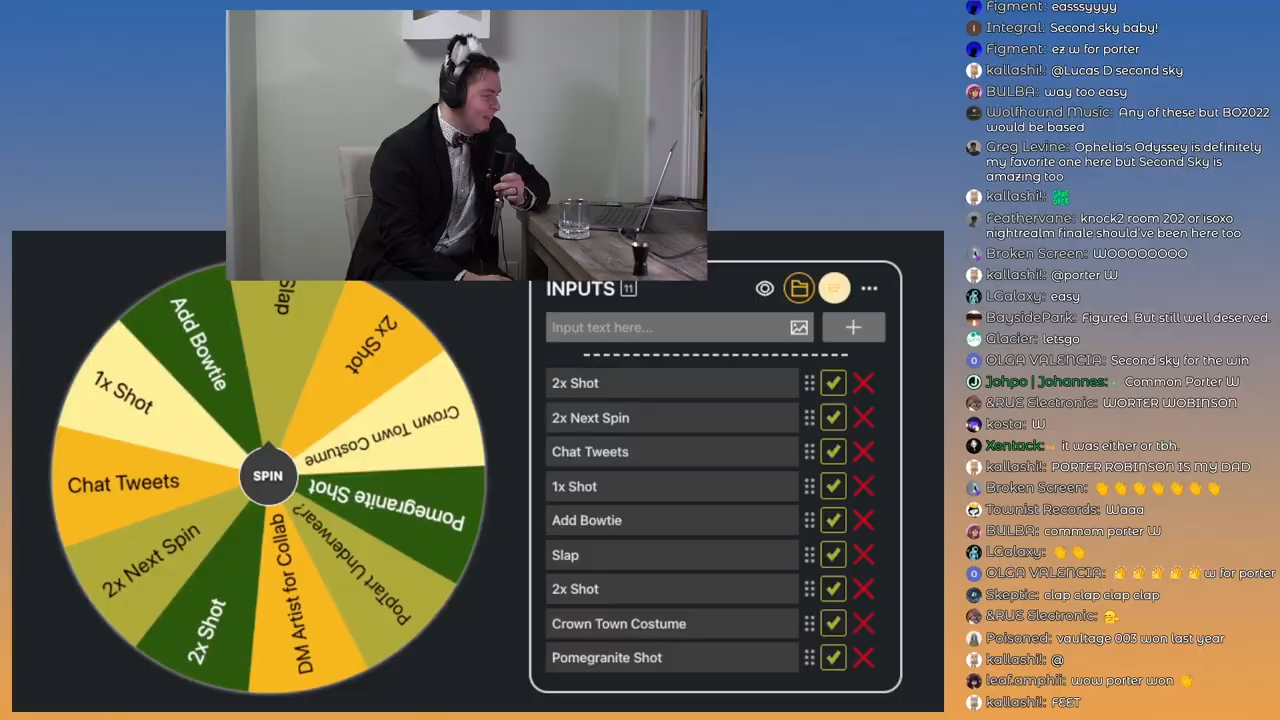 Slap
2x Shot
Crown Town Costume
Pomegranite Shot
PopTart Underwear?
DM Artist for Collab
2x Shot
2x Next Spin
Chat Tweets
1x Shot
Add Bowtie
SPIN
INPUTS 11
Input text here...
2x Shot
2x Next Spin
Chat Tweets
1x Shot
Add Bowtie
Slap
2x Shot
Crown Town Costume
Pomegranite Shot
Figment: easssyyyy
Integral: Second sky baby!
Figment: ez w for porter
kallashi!: @Lucas D second sky
BULBA: way too easy
Wolfhound Music: Any of these but BO2022
would be based
Greg Levine: Ophelia's Odyssey is definitely
my favorite one here but Second Sky is
amazing too
kallashi!: GAME OVER
Feathervane: knock2 room 202 or isoxo
nightrealm finale should've been here too
Broken Screen: WOOOOOOOO
kallashi!: @porter W
LGalaxy: easy
BaysidePark: Figured. But still well deserved.
Glacier: letsgo
OLGA VALENCIA: Second sky for the win
Johpo | Johannes: Common Porter W
&RUE Electronic: WORTER WOBINSON
kosta: W
Xentack: it was either or tbh.
kallashi!: PORTER ROBINSON IS MY DAD
Broken Screen: 👏👏👏👏👏👏👏
Townist Records: Waaa
BULBA: commom porter W
LGalaxy: 👏👏
OLGA VALENCIA: 👏👏👏👏👏w for porter
Skeptic: clap clap clap clap
&RUE Electronic:
Poisoned: vaultage 003 won last year
kallashi!: @
leaf.amphii: wow porter won 👏
kallashi!: FEET